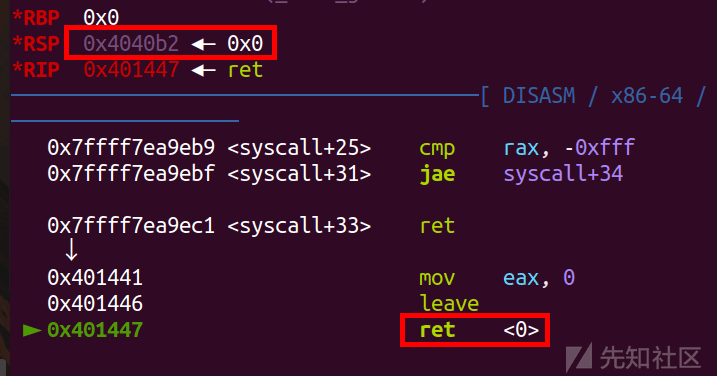 *RBP 0x0
*RSP 0x4040b2 ← 0x0
*RIP 0x401447 ← ret
[ DISASM / x86-64 /
0x7ffff7ea9eb9 <syscall+25> cmp rax, -0xfff
0x7ffff7ea9ebf <syscall+31> jae syscall+34
0x7ffff7ea9ec1 <syscall+33> ret
↓
0x401441 mov eax, 0
0x401446 leave
► 0x401447 ret <0>
先知社区